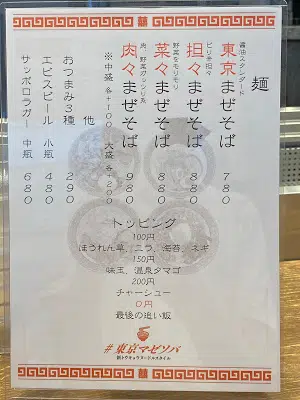 麺
醤油スタンダード
東京まぜそば 780
ピリ辛担々
担々まぜそば 880
野菜をモリモリ
菜々まぜそば 880
肉、野菜ガッツリ系
肉々まぜそば 980
※中盛 各+100、大盛 各+200
他
おつまみ3種 290
エビスビール 小瓶 480
サッポロラガー 中瓶 680
トッピング
100円
ほうれん草、ニラ、海苔、ネギ
150円
味玉、温泉タマゴ
200円
チャーシュー
0円
最後の追い飯
#東京マゼソバ
新トウキョウヌードルスタイル